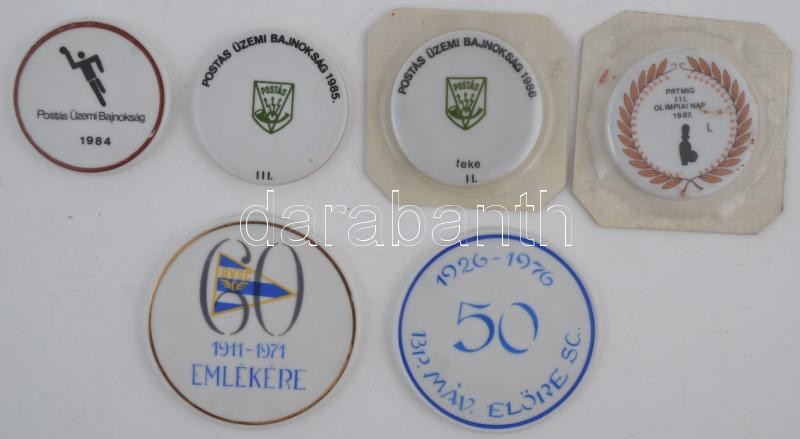 Postás Üzemi Bajnokság
1984
POSTÁS ÜZEMI BAJNOKSÁG 1985.
POSTÁS
III.
POSTÁS ÜZEMI BAJNOKSÁG 1986
POSTÁS
teke
II.
PRTMIG
III.
OLIMPIAI NAP
1987.
I.
darabanth
60
BVSC
1911-1971
EMLÉKÉRE
1926-1976
50
BP. MÁV. ELŐRE SC.